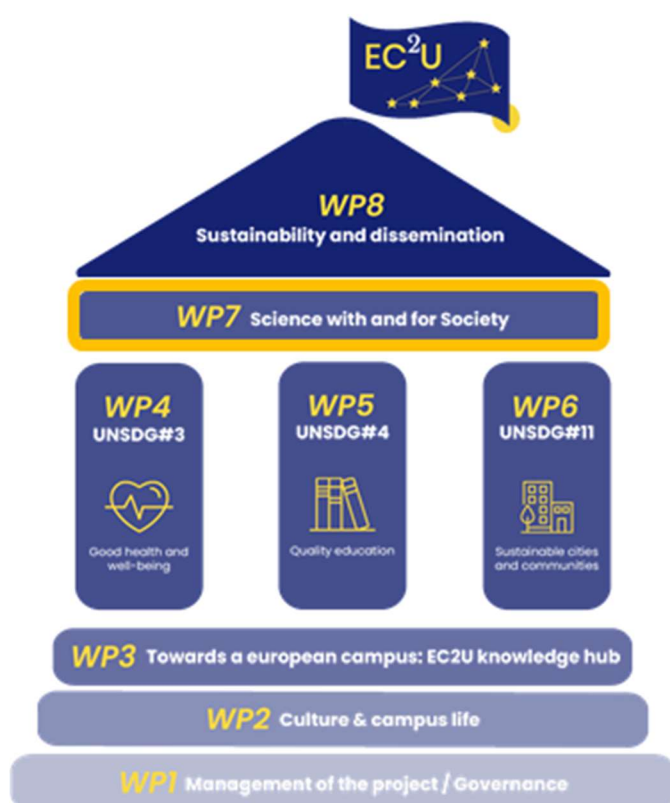 EC²U
WP8
Sustainability and dissemination
WP7 Science with and for Society
WP4
UNSDG#3
Good health and
well-being
WP5
UNSDG#4
Quality education
WP6
UNSDG#11
Sustainable cities
and communities
WP3 Towards a european campus: EC2U knowledge hub
WP2 Culture & campus life
WP1 Management of the project / Governance